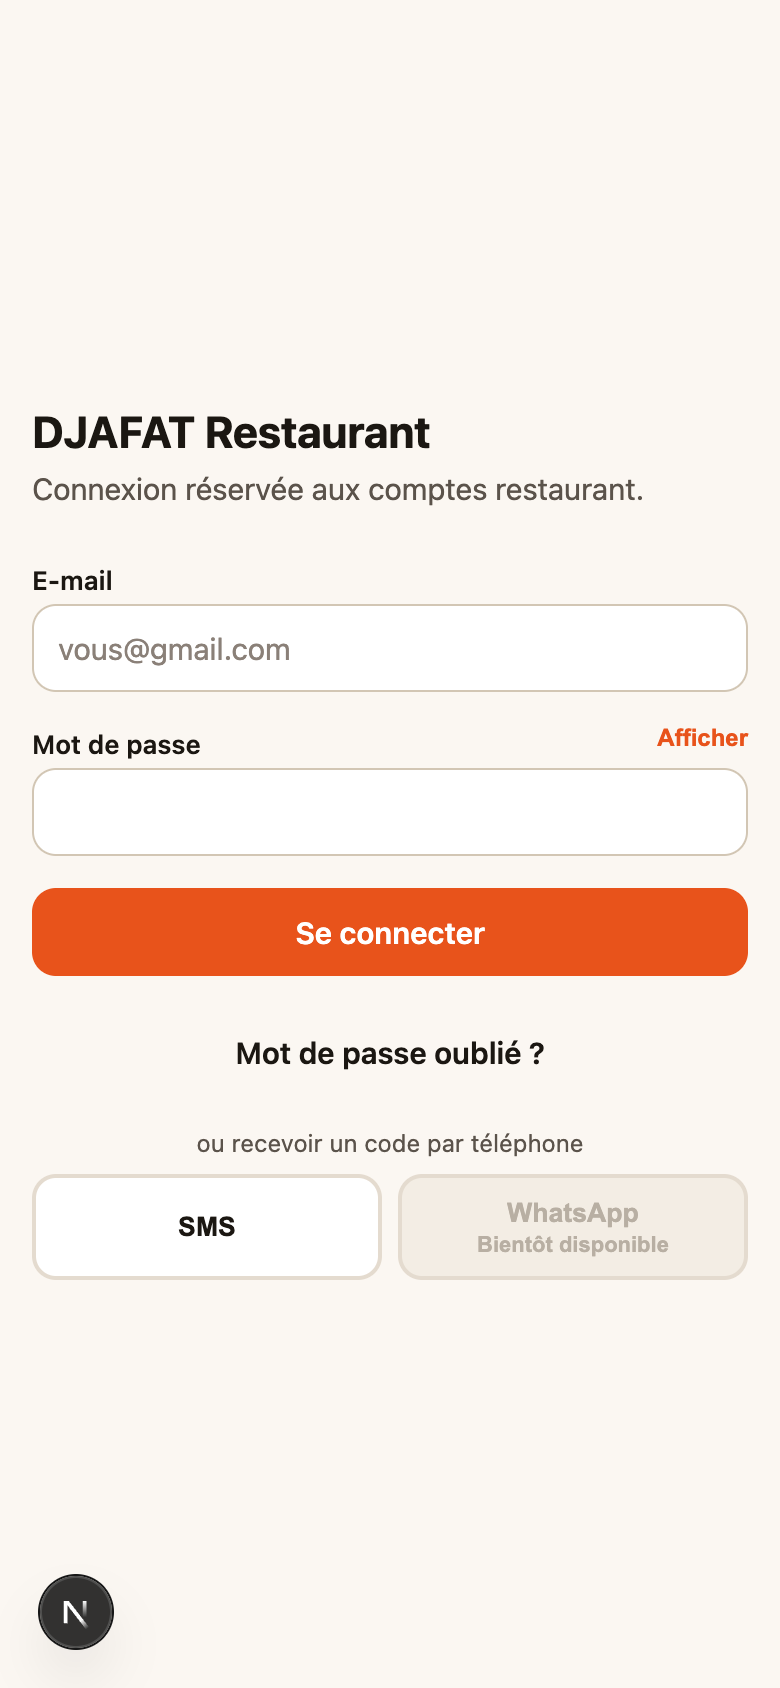 DJAFAT Restaurant
Connexion réservée aux comptes restaurant.
E-mail
vous@gmail.com
Mot de passe
Afficher
Se connecter
Mot de passe oublié ?
ou recevoir un code par téléphone
SMS
WhatsApp
Bientôt disponible
N